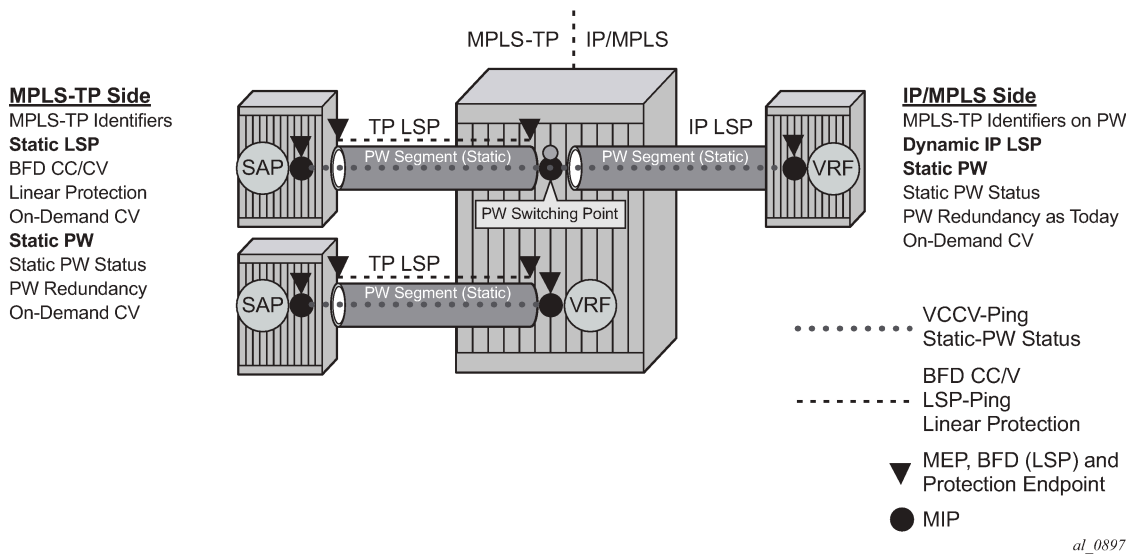 MPLS-TP
IP/MPLS
MPLS-TP Side
MPLS-TP Identifiers
Static LSP
BFD CC/CV
Linear Protection
On-Demand CV
Static PW
Static PW Status
PW Redundancy
On-Demand CV
TP LSP
SAP
PW Segment (Static)
PW Switching Point
IP LSP
PW Segment (Static)
VRF
TP LSP
SAP
PW Segment (Static)
VRF
IP/MPLS Side
MPLS-TP Identifiers on PW
Dynamic IP LSP
Static PW
Static PW Status
PW Redundancy as Today
On-Demand CV
VCCV-Ping
Static-PW Status
BFD CC/V
LSP-Ping
Linear Protection
MEP, BFD (LSP) and
Protection Endpoint
MIP
al_0897